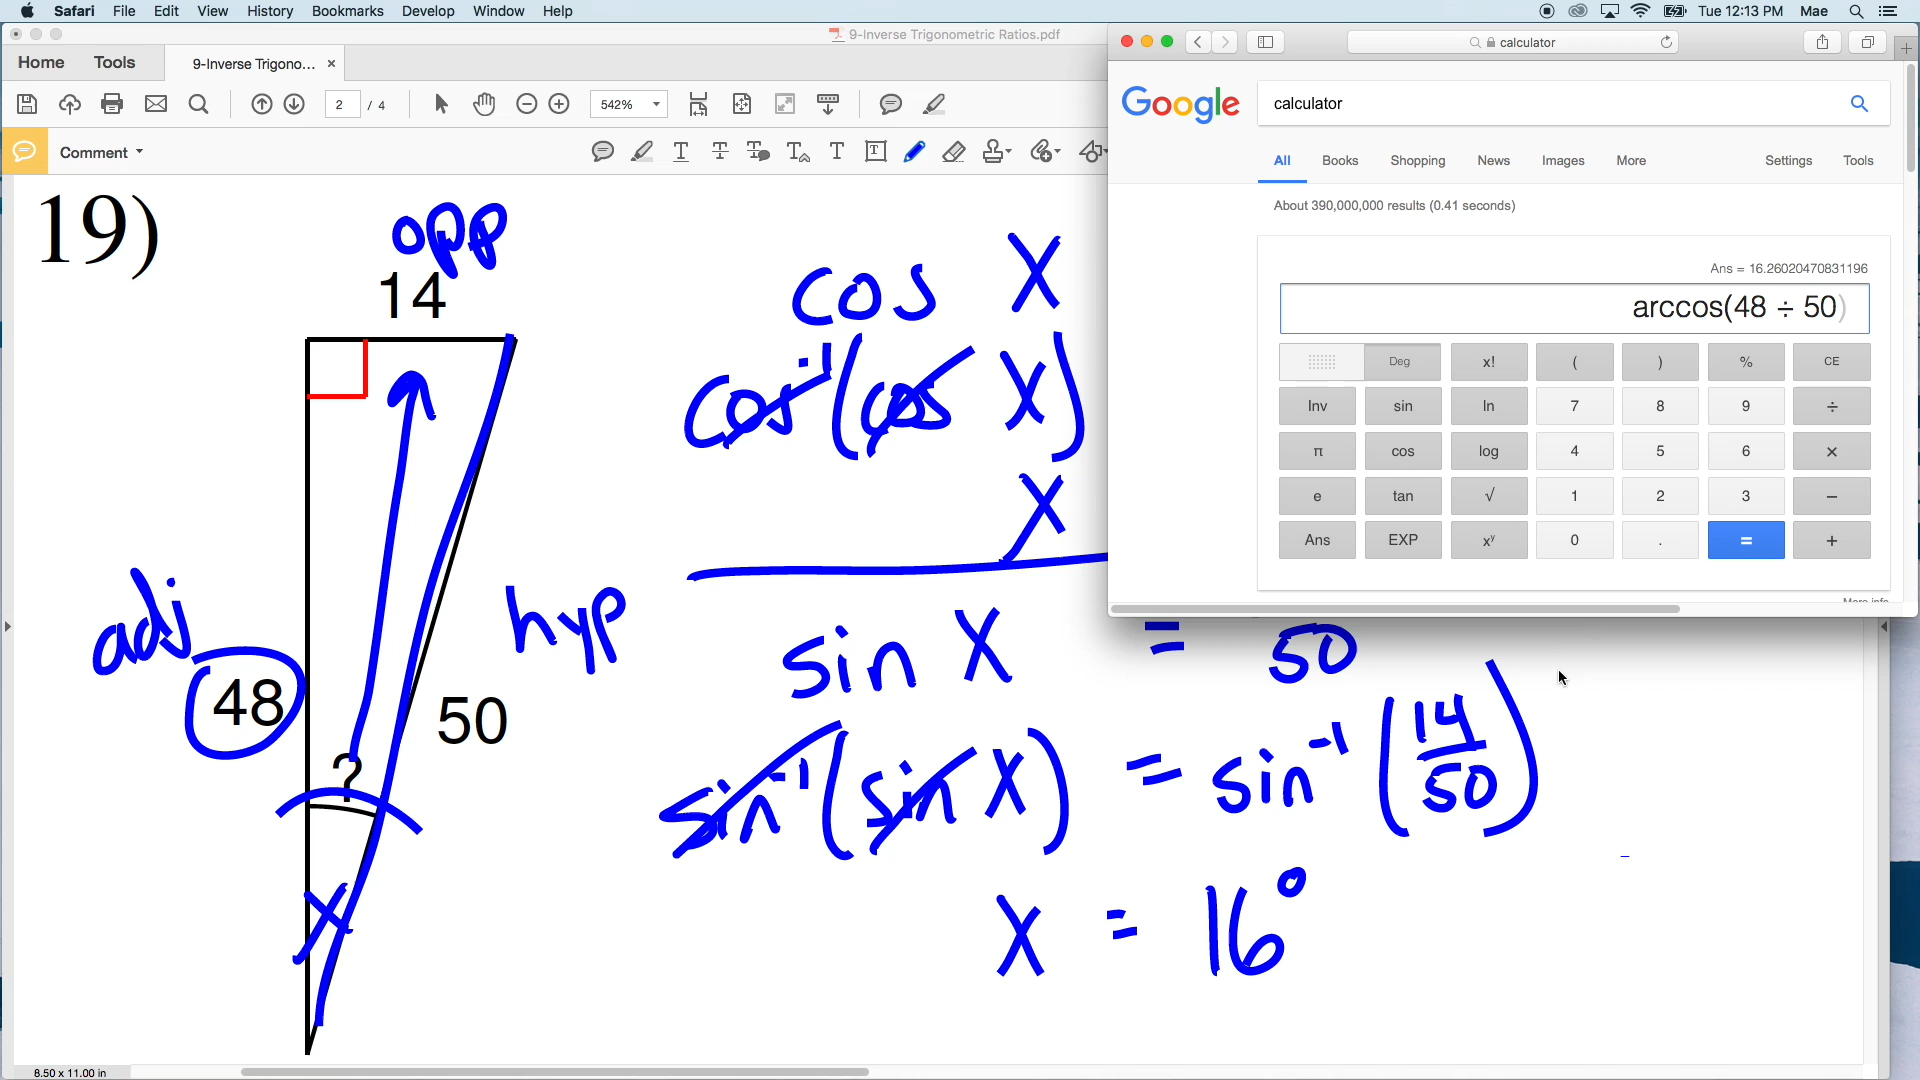 Safari File Edit View History Bookmarks Develop Window Help Tue 12:13 PM Mae
9-Inverse Trigonometric Ratios.pdf
Home Tools 9-Inverse Trigono... ×
2 / 4 542%
Comment
calculator
Google calculator
All Books Shopping News Images More Settings Tools
About 390,000,000 results (0.41 seconds)
Ans = 16.26020470831196
arccos(48 ÷ 50)
Deg x! ( ) % CE
Inv sin ln 7 8 9 ÷
π cos log 4 5 6 ×
e tan √ 1 2 3 −
Ans EXP xʸ 0 . = +
19)
opp
14
adj
48
hyp
50
?
X
cos X
cos⁻¹(cos X)
X
sin X = 50
sin⁻¹(sin X) = sin⁻¹(14/50)
X = 16°
8.50 x 11.00 in